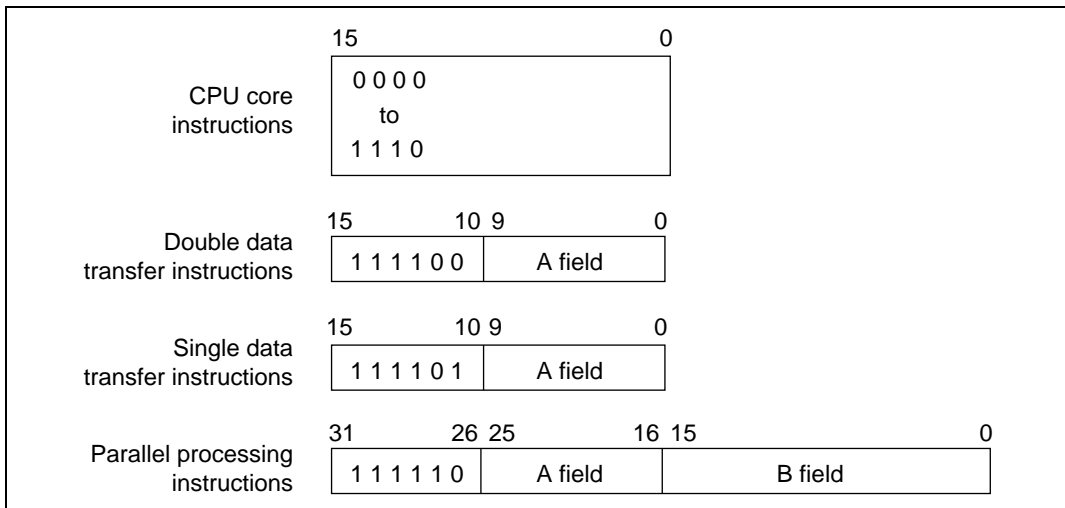 15 0
CPU core
instructions
0 0 0 0
to
1 1 1 0
15 10 9 0
Double data
transfer instructions
1 1 1 1 0 0 A field
15 10 9 0
Single data
transfer instructions
1 1 1 1 0 1 A field
31 26 25 16 15 0
Parallel processing
instructions
1 1 1 1 1 0 A field B field